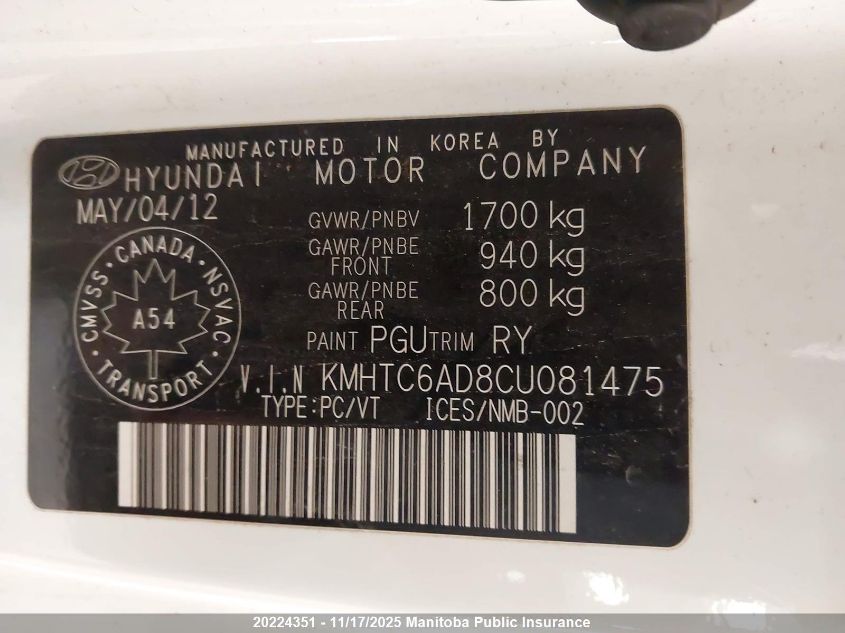 MANUFACTURED IN KOREA BY
HYUNDAI MOTOR COMPANY
MAY/04/12
GVWR/PNBV 1700 kg
GAWR/PNBE FRONT 940 kg
GAWR/PNBE REAR 800 kg
CMVSS · CANADA · NSVAC · TRANSPORT ·
A54
PAINT PGU TRIM RY
V.I.N KMHTC6AD8CU081475
TYPE:PC/VT ICES/NMB-002
20224351 - 11/17/2025 Manitoba Public Insurance